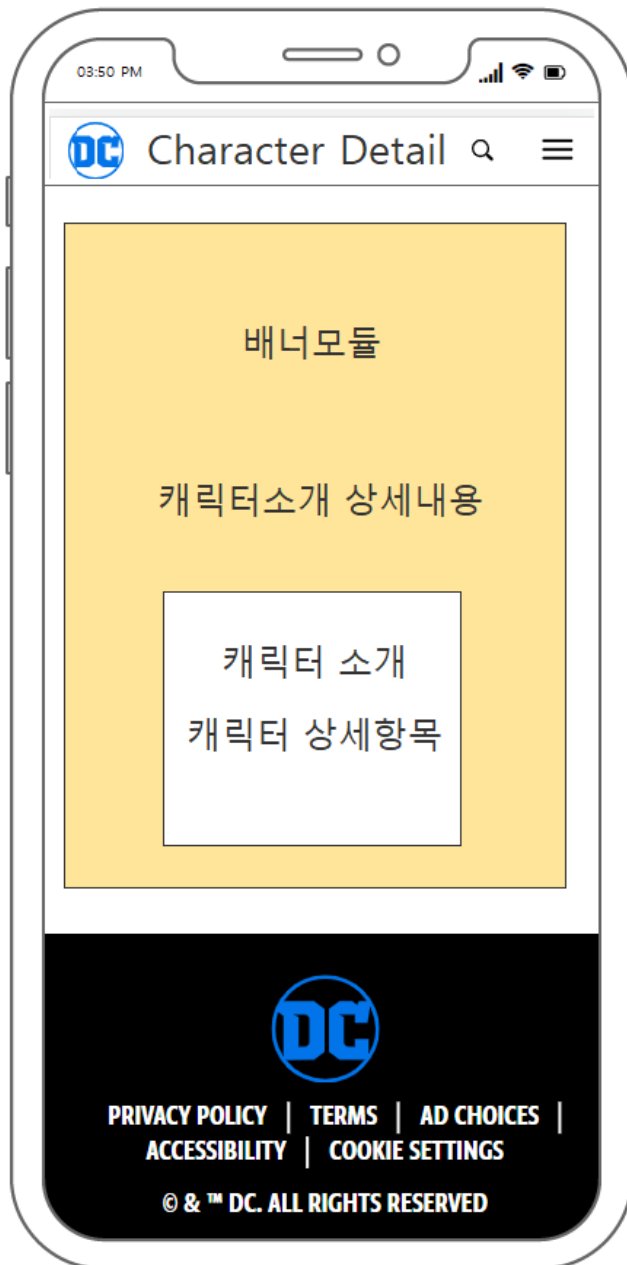 03:50 PM
DC Character Detail
배너모듈
캐릭터소개 상세내용
캐릭터 소개
캐릭터 상세항목
DC
PRIVACY POLICY | TERMS | AD CHOICES |
ACCESSIBILITY | COOKIE SETTINGS
© & ™ DC. ALL RIGHTS RESERVED